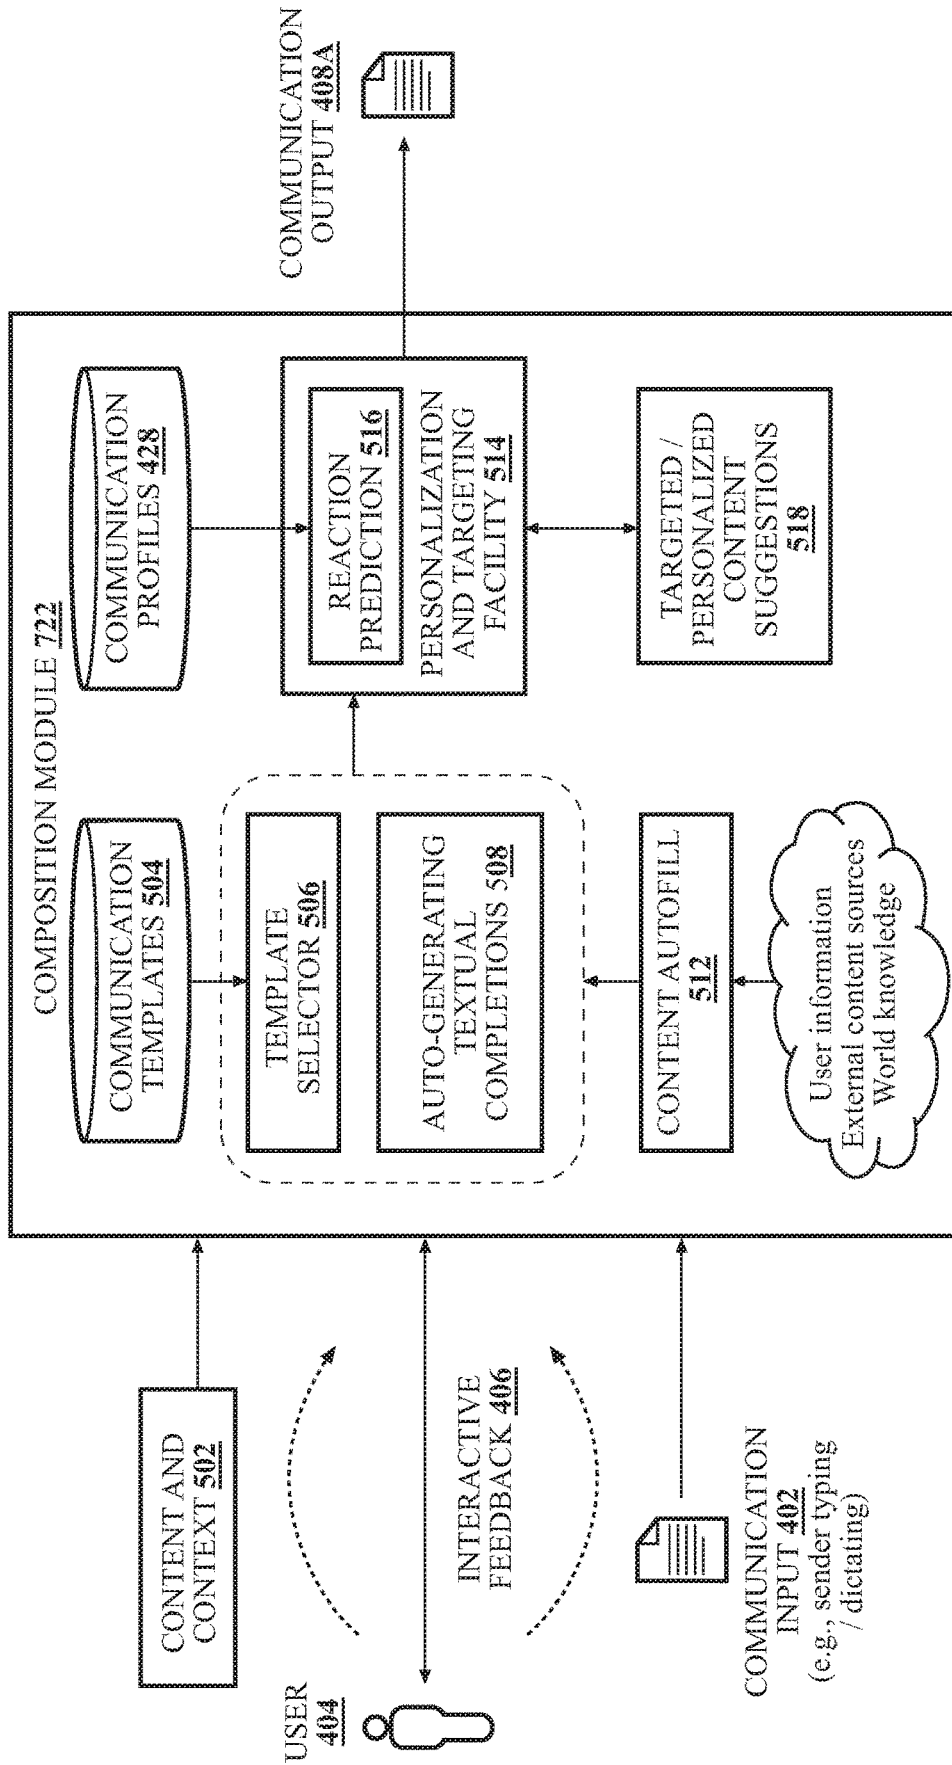 COMPOSITION MODULE 722
CONTENT AND
CONTEXT 502
USER
404
INTERACTIVE
FEEDBACK 406
COMMUNICATION
INPUT 402
(e.g., sender typing
/ dictating)
COMMUNICATION
TEMPLATES 504
TEMPLATE
SELECTOR 506
AUTO-GENERATING
TEXTUAL
COMPLETIONS 508
CONTENT AUTOFILL
512
User information
External content sources
World knowledge
COMMUNICATION
PROFILES 428
REACTION
PREDICTION 516
PERSONALIZATION
AND TARGETING
FACILITY 514
TARGETED /
PERSONALIZED
CONTENT
SUGGESTIONS
518
COMMUNICATION
OUTPUT 408A